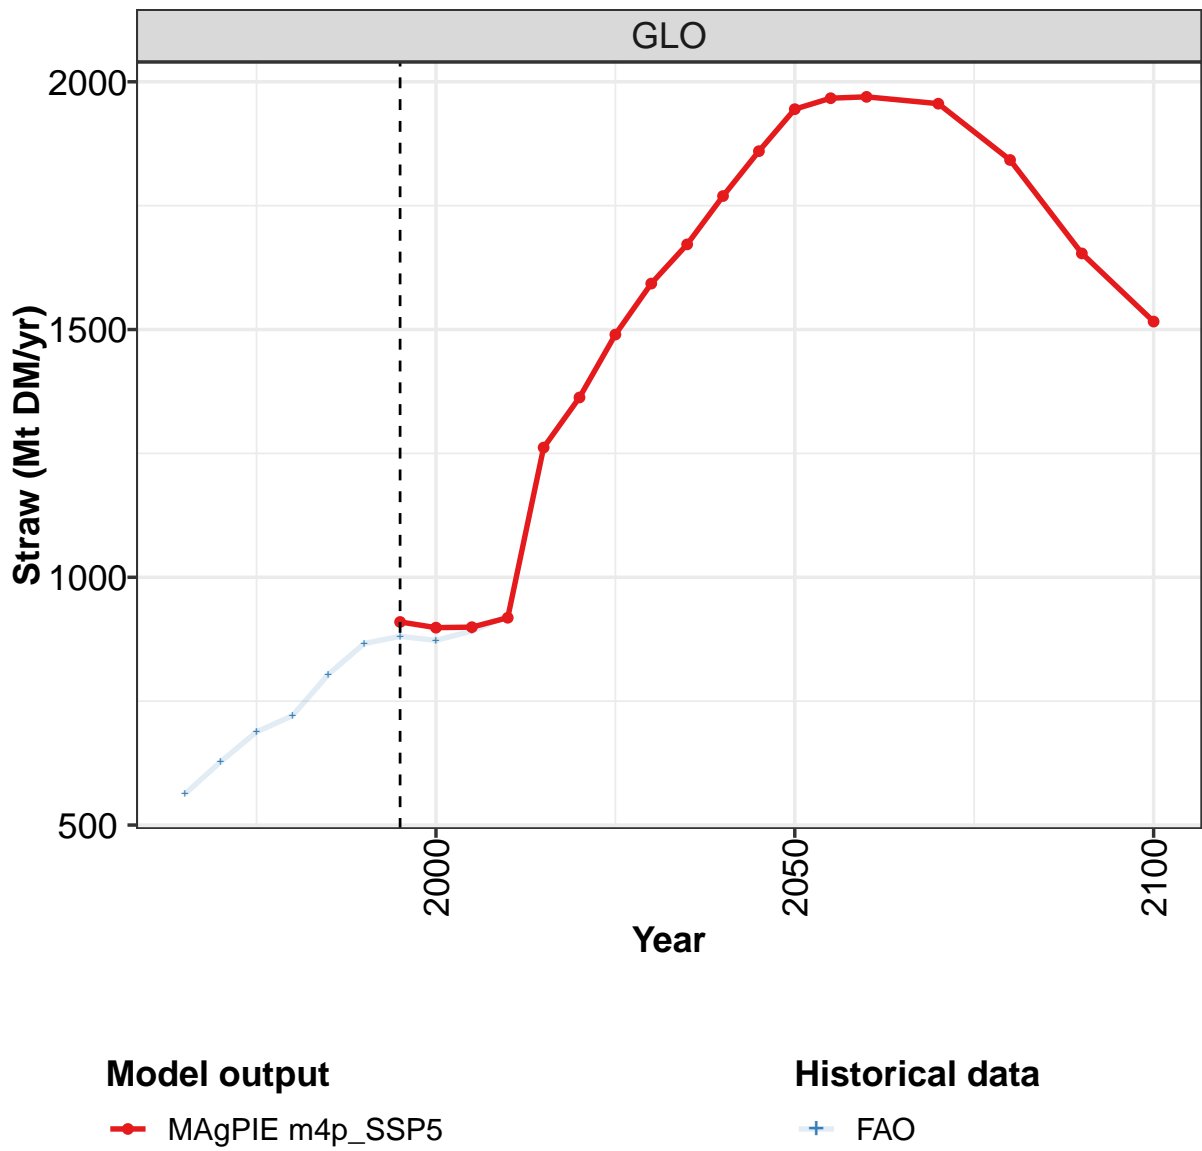 GLO
2000
1500
1000
500
Straw (Mt DM/yr)
2000
2050
2100
Year
Model output
Historical data
MAgPIE m4p_SSP5
FAO